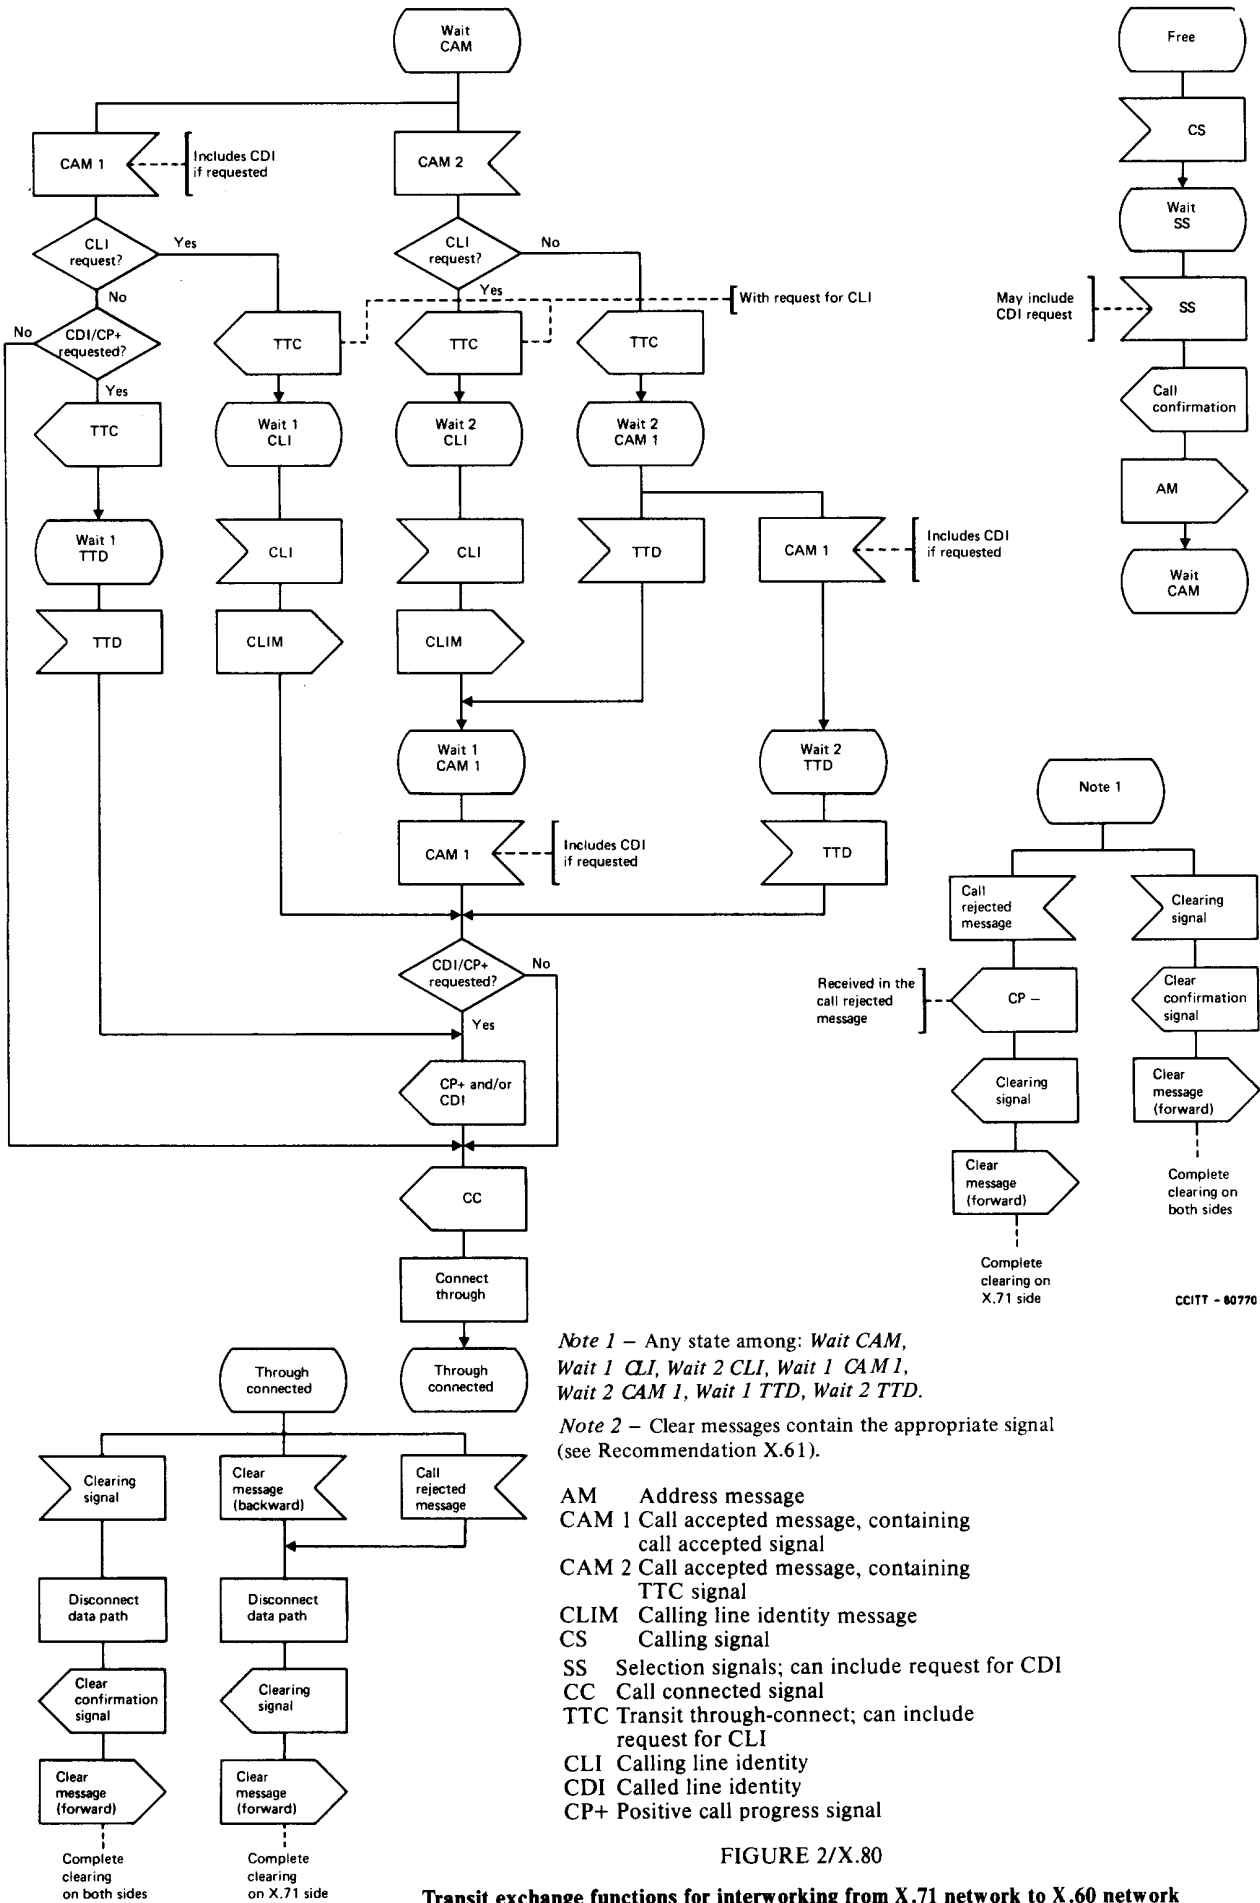 Wait
CAM
CAM 1
Includes CDI
if requested
CAM 2
CLI
request?
Yes
No
CLI
request?
No
Yes
With request for CLI
No
CDI/CP+
requested?
Yes
TTC
TTC
TTC
TTC
Wait 1
CLI
Wait 2
CLI
Wait 2
CAM 1
Wait 1
TTD
CLI
CLI
TTD
CAM 1
Includes CDI
if requested
TTD
CLIM
CLIM
Wait 1
CAM 1
Wait 2
TTD
CAM 1
Includes CDI
if requested
TTD
CDI/CP+
requested?
No
Yes
CP+ and/or
CDI
CC
Connect
through
Through
connected
Free
CS
Wait
SS
May include
CDI request
SS
Call
confirmation
AM
Wait
CAM
Note 1
Call
rejected
message
Clearing
signal
Received in the
call rejected
message
CP –
Clear
confirmation
signal
Clearing
signal
Clear
message
(forward)
Clear
message
(forward)
Complete
clearing on
both sides
Complete
clearing on
X.71 side
CCITT - 60770
Through
connected
Clearing
signal
Clear
message
(backward)
Call
rejected
message
Disconnect
data path
Disconnect
data path
Clear
confirmation
signal
Clearing
signal
Clear
message
(forward)
Clear
message
(forward)
Complete
clearing
on both sides
Complete
clearing
on X.71 side
Note 1 – Any state among: Wait CAM,
Wait 1 CLI, Wait 2 CLI, Wait 1 CAM 1,
Wait 2 CAM 1, Wait 1 TTD, Wait 2 TTD.
Note 2 – Clear messages contain the appropriate signal
(see Recommendation X.61).
AM Address message
CAM 1 Call accepted message, containing
call accepted signal
CAM 2 Call accepted message, containing
TTC signal
CLIM Calling line identity message
CS Calling signal
SS Selection signals; can include request for CDI
CC Call connected signal
TTC Transit through-connect; can include
request for CLI
CLI Calling line identity
CDI Called line identity
CP+ Positive call progress signal
FIGURE 2/X.80
Transit exchange functions for interworking from X.71 network to X.60 network